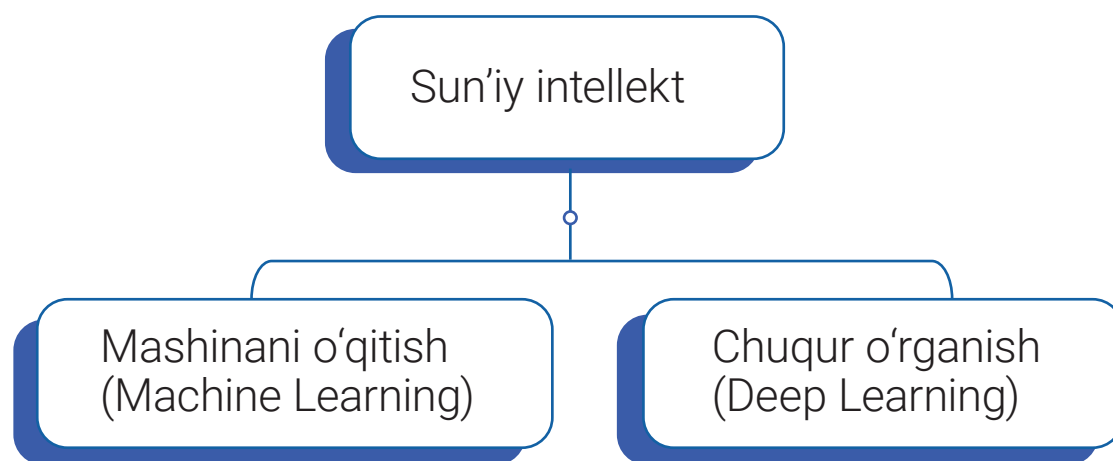 Sun’iy intellekt
Mashinani o‘qitish
(Machine Learning)
Chuqur o‘rganish
(Deep Learning)